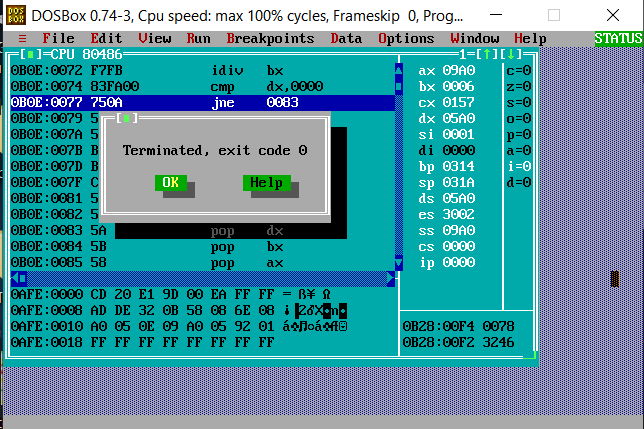 DOSBox 0.74-3, Cpu speed: max 100% cycles, Frameskip 0, Prog...
≡ File Edit View Run Breakpoints Data Options Window Help STATUS
[■]=CPU 80486 1=[↑][↓]
0B0E:0072 F7FB idiv bx
0B0E:0074 83FA00 cmp dx,0000
0B0E:0077 750A jne 0083
0B0E:0079 5
0B0E:007A 5
0B0E:007B B
0B0E:007D B
0B0E:007F C
0B0E:0081 5
0B0E:0082 5
0B0E:0083 5A pop dx
0B0E:0084 5B pop bx
0B0E:0085 58 pop ax
[■]
Terminated, exit code 0
OK Help
ax 09A0 c=0
bx 0006 z=0
cx 0157 s=0
dx 05A0 o=0
si 0001 p=0
di 0000 a=0
bp 0314 i=0
sp 031A d=0
ds 05A0
es 3002
ss 09A0
cs 0000
ip 0000
0AFE:0000 CD 20 E1 9D 00 EA FF FF = ß¥ Ω
0AFE:0008 AD DE 32 0B 58 08 6E 08
0AFE:0010 A0 05 0E 09 A0 05 92 01
0AFE:0018 FF FF FF FF FF FF FF FF
0B28:00F4 0078
0B28:00F2 3246